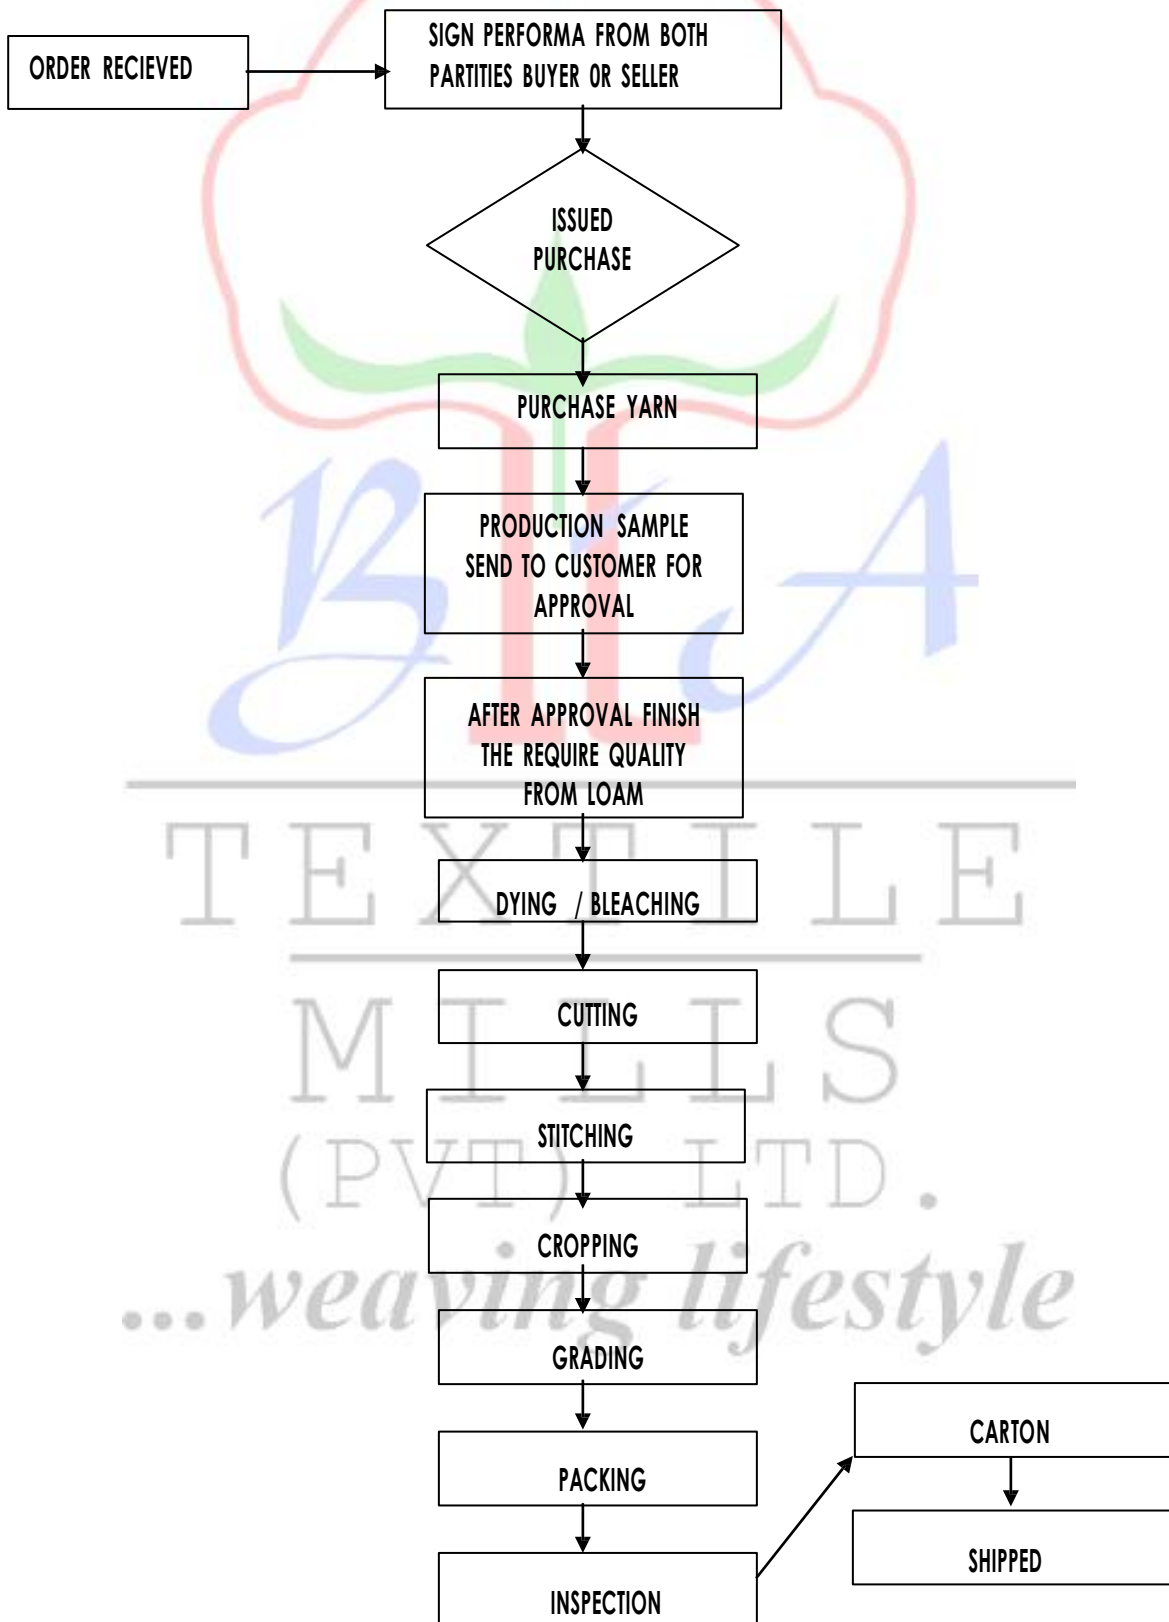 ORDER RECIEVED
SIGN PERFORMA FROM BOTH
PARTITIES BUYER OR SELLER
ISSUED
PURCHASE
PURCHASE YARN
PRODUCTION SAMPLE
SEND TO CUSTOMER FOR
APPROVAL
AFTER APPROVAL FINISH
THE REQUIRE QUALITY
FROM LOAM
DYING / BLEACHING
CUTTING
STITCHING
CROPPING
GRADING
PACKING
INSPECTION
CARTON
SHIPPED
BILA
TEXTILE
MILLS
(PVT) LTD.
...weaving lifestyle